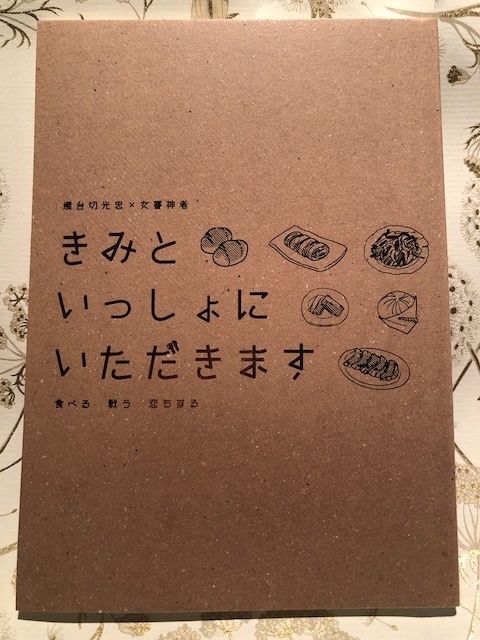 燭台切光忠×女審神者
きみと
いっしょに
いただきます
食べる 戦う 恋もする